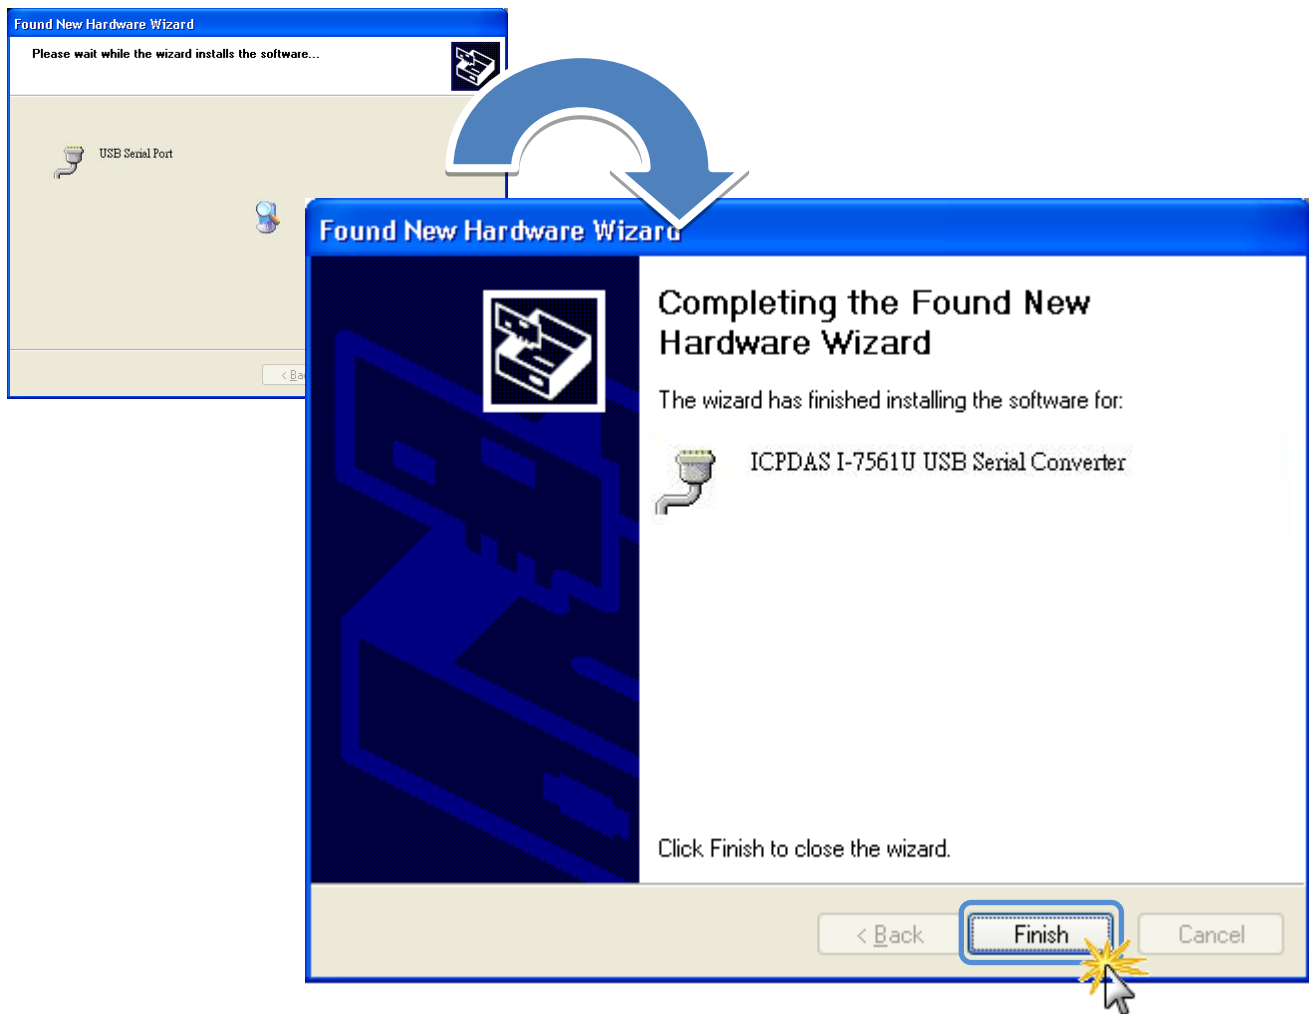 Found New Hardware Wizard
Please wait while the wizard installs the software...
USB Serial Port
Found New Hardware Wizard
Completing the Found New
Hardware Wizard
The wizard has finished installing the software for:
ICPDAS I-7561U USB Serial Converter
Click Finish to close the wizard.
< Back
Finish
Cancel